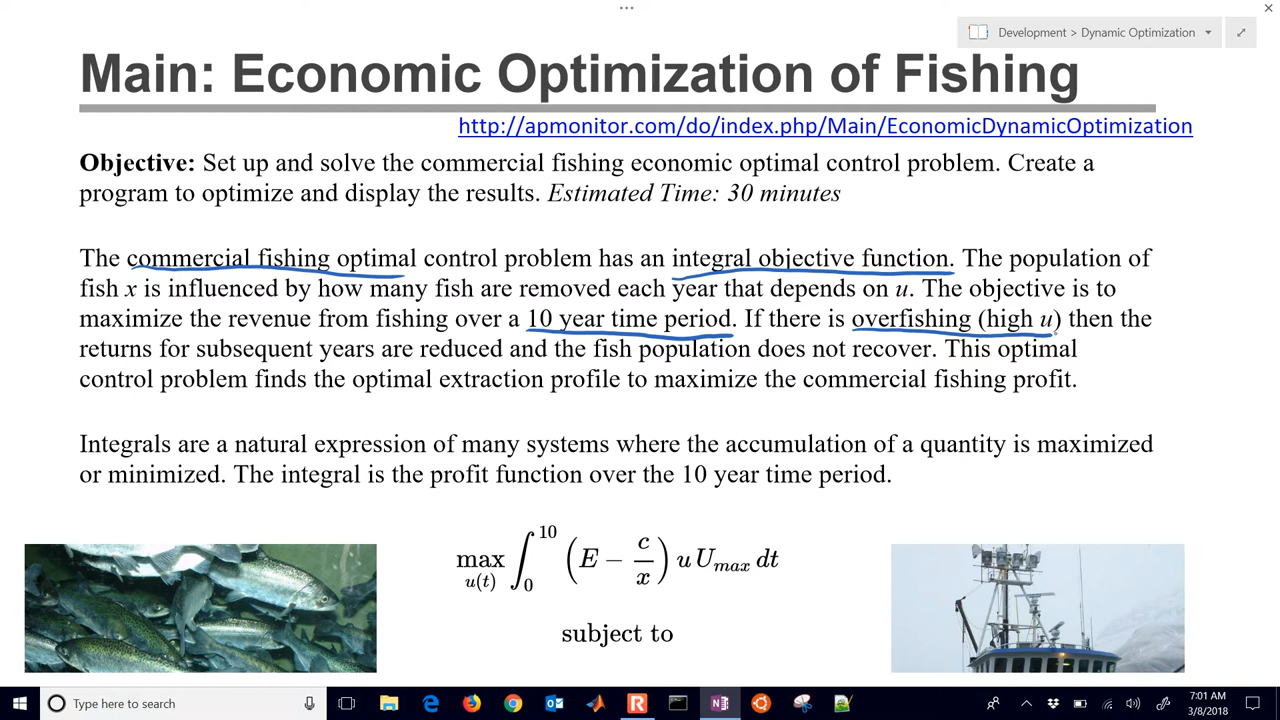 Development > Dynamic Optimization
Main: Economic Optimization of Fishing
http://apmonitor.com/do/index.php/Main/EconomicDynamicOptimization
Objective: Set up and solve the commercial fishing economic optimal control problem. Create a
program to optimize and display the results. Estimated Time: 30 minutes
The commercial fishing optimal control problem has an integral objective function. The population of
fish x is influenced by how many fish are removed each year that depends on u. The objective is to
maximize the revenue from fishing over a 10 year time period. If there is overfishing (high u) then the
returns for subsequent years are reduced and the fish population does not recover. This optimal
control problem finds the optimal extraction profile to maximize the commercial fishing profit.
Integrals are a natural expression of many systems where the accumulation of a quantity is maximized
or minimized. The integral is the profit function over the 10 year time period.
max_{u(t)} ∫_0^{10} (E − c/x) u U_{max} dt
subject to
Type here to search
7:01 AM
3/8/2018